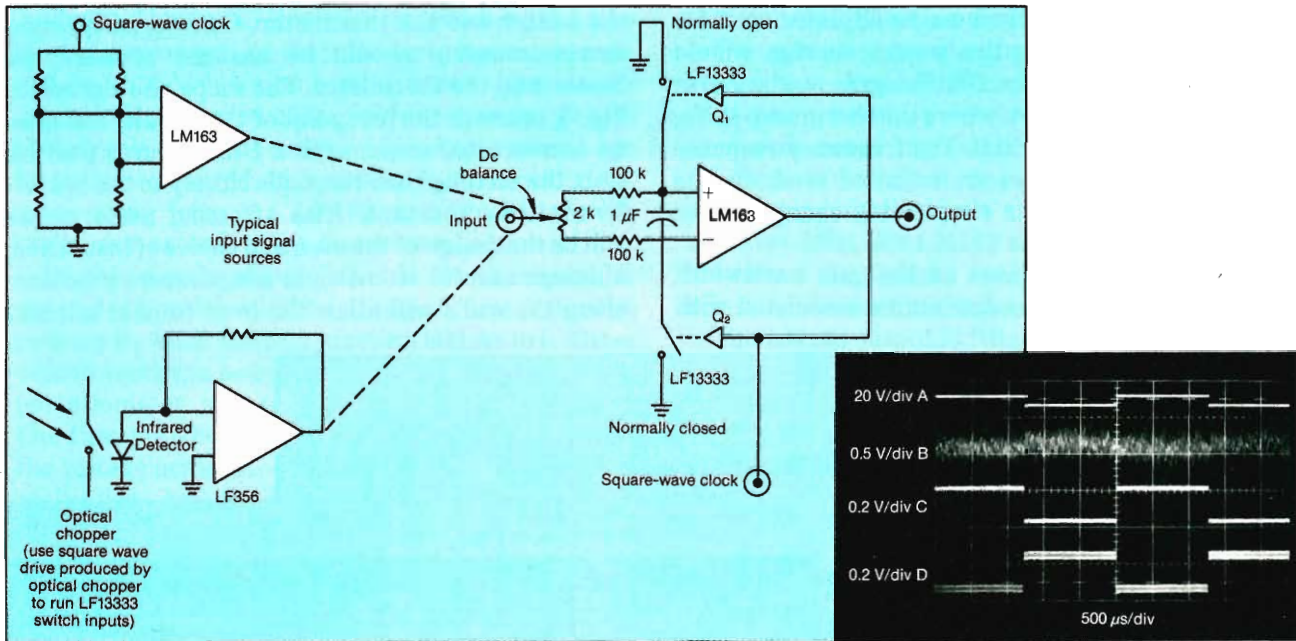 Square-wave clock
LM163
Typical
input signal
sources
Infrared
Detector
LF356
Optical
chopper
(use square wave
drive produced by
optical chopper
to run LF13333
switch inputs)
Dc
balance
Input
100 k
2 k
1 µF
100 k
Normally open
LF13333
Q1
+
LM163
−
Output
Q2
LF13333
Normally closed
Square-wave clock
20 V/div A
0.5 V/div B
0.2 V/div C
0.2 V/div D
500 µs/div